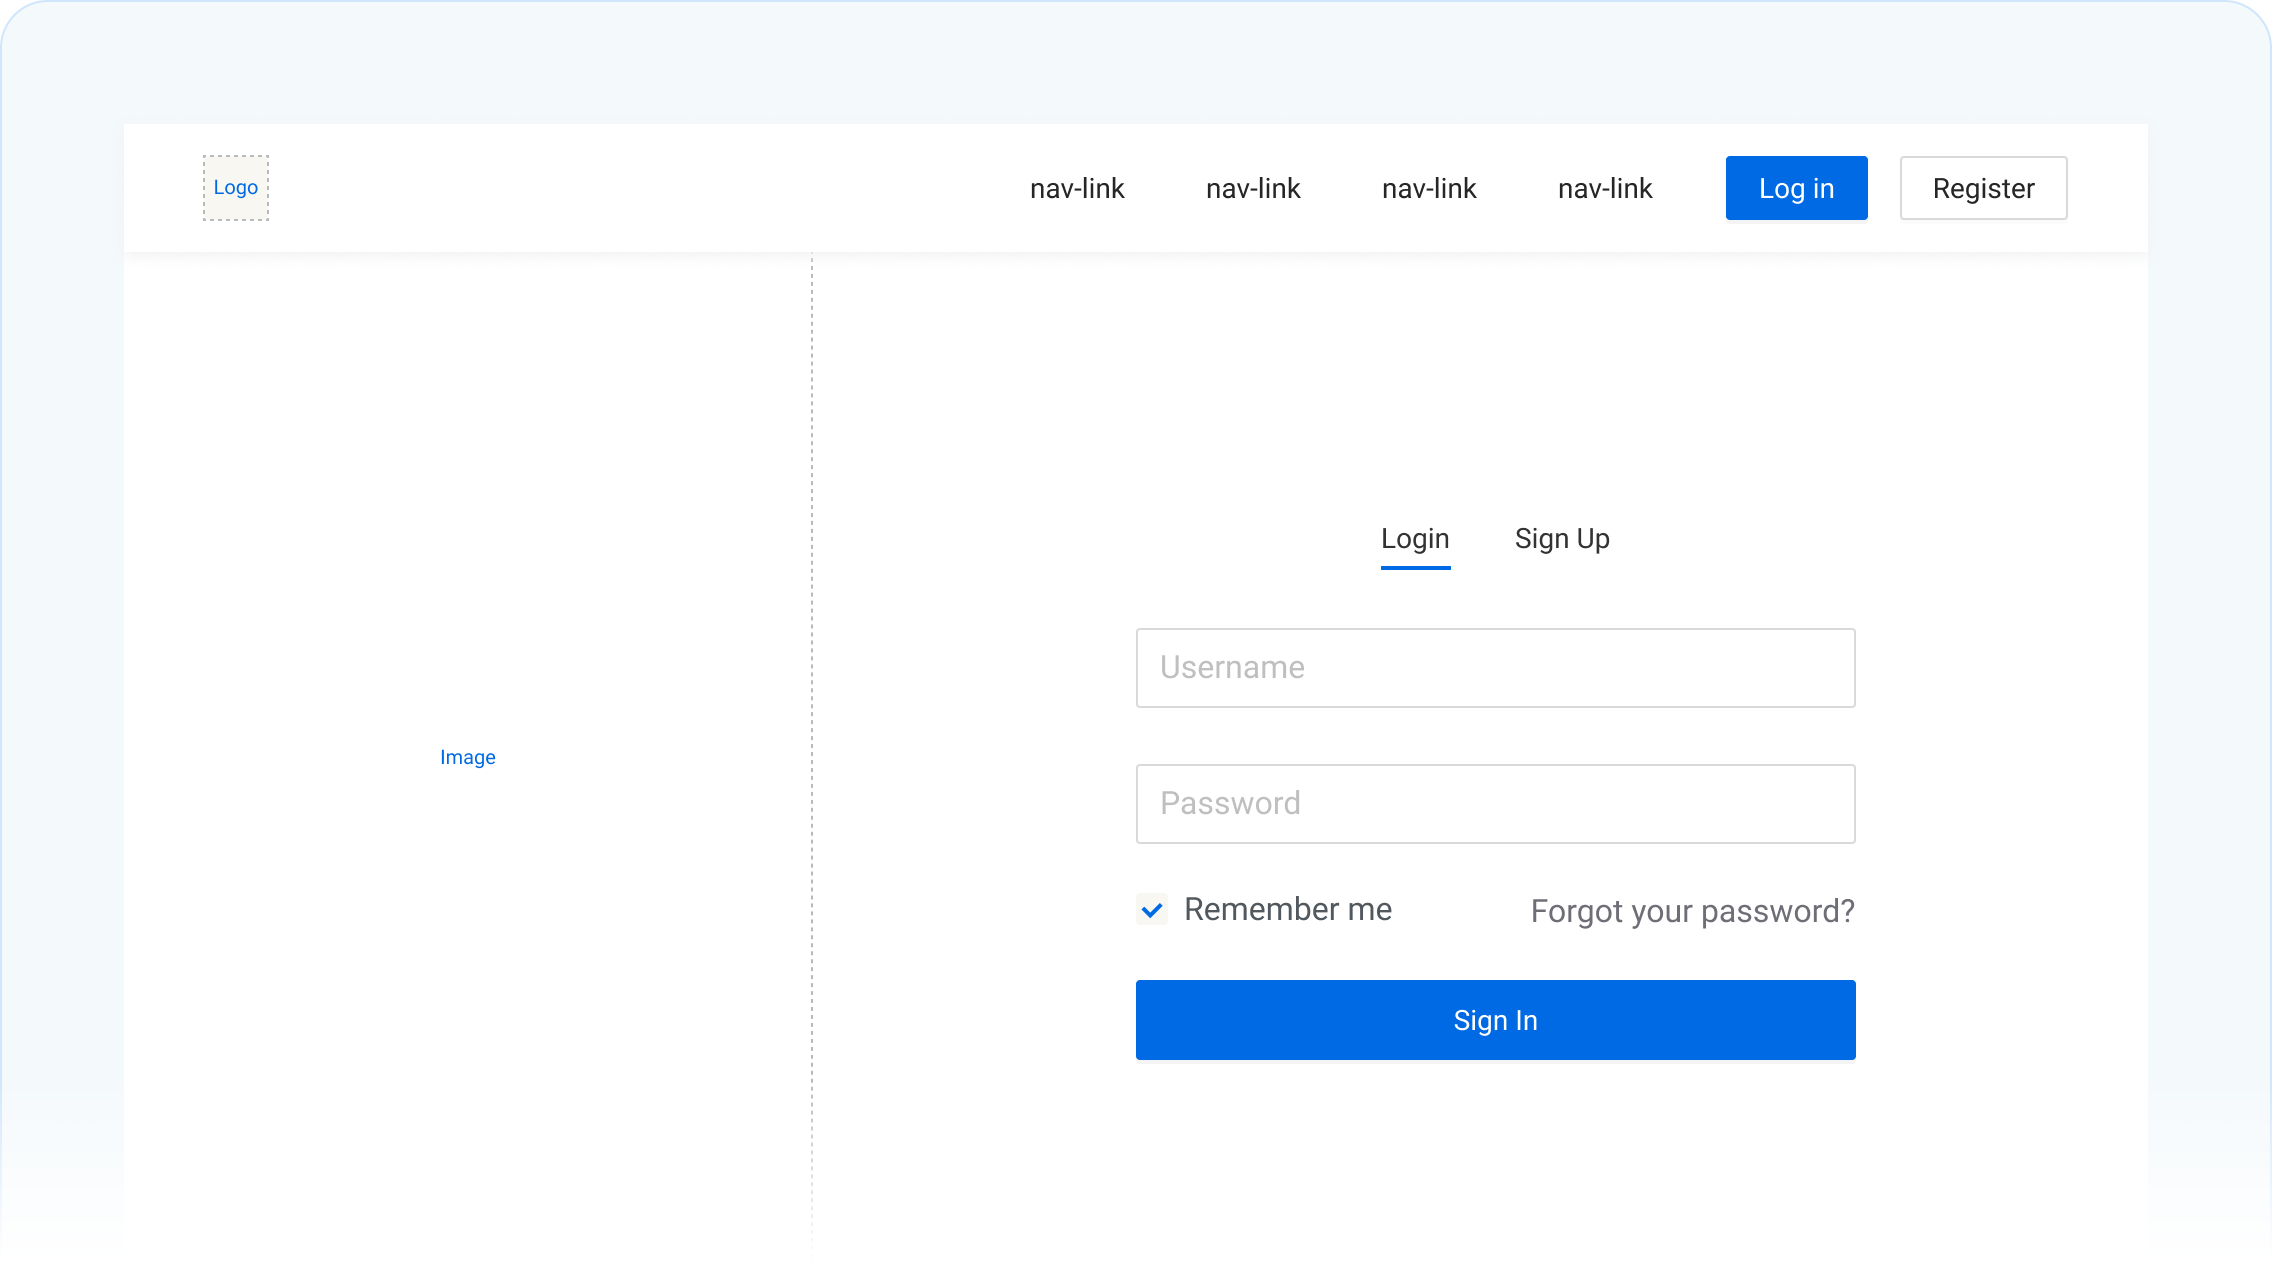 Logo
nav-link nav-link nav-link nav-link Log in Register
Login Sign Up
Username
Image
Password
Remember me Forgot your password?
Sign In